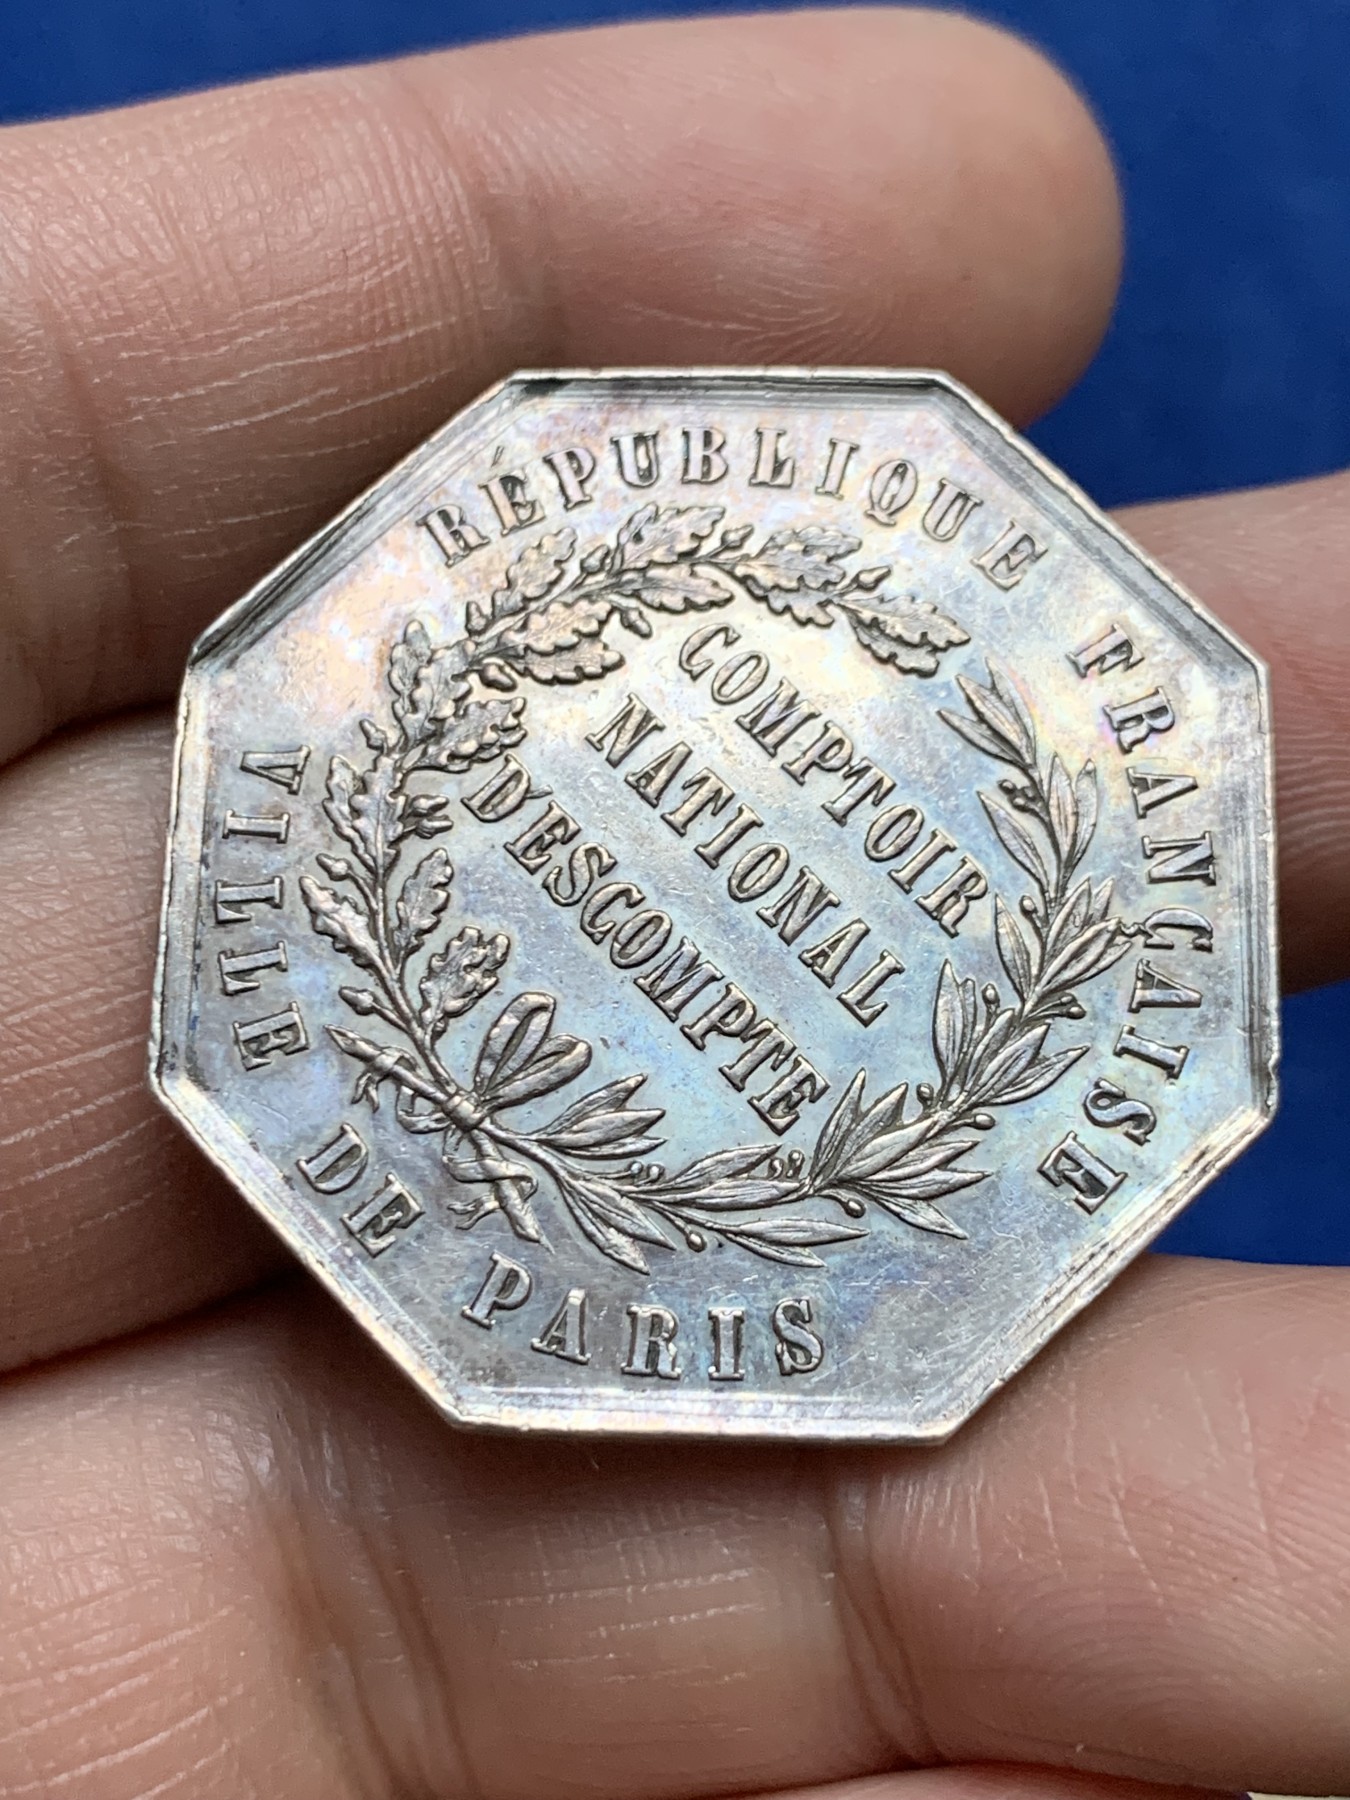 RÉPUBLIQUE FRANÇAISE
COMPTOIR
NATIONAL
D'ESCOMPTE
VILLE DE PARIS